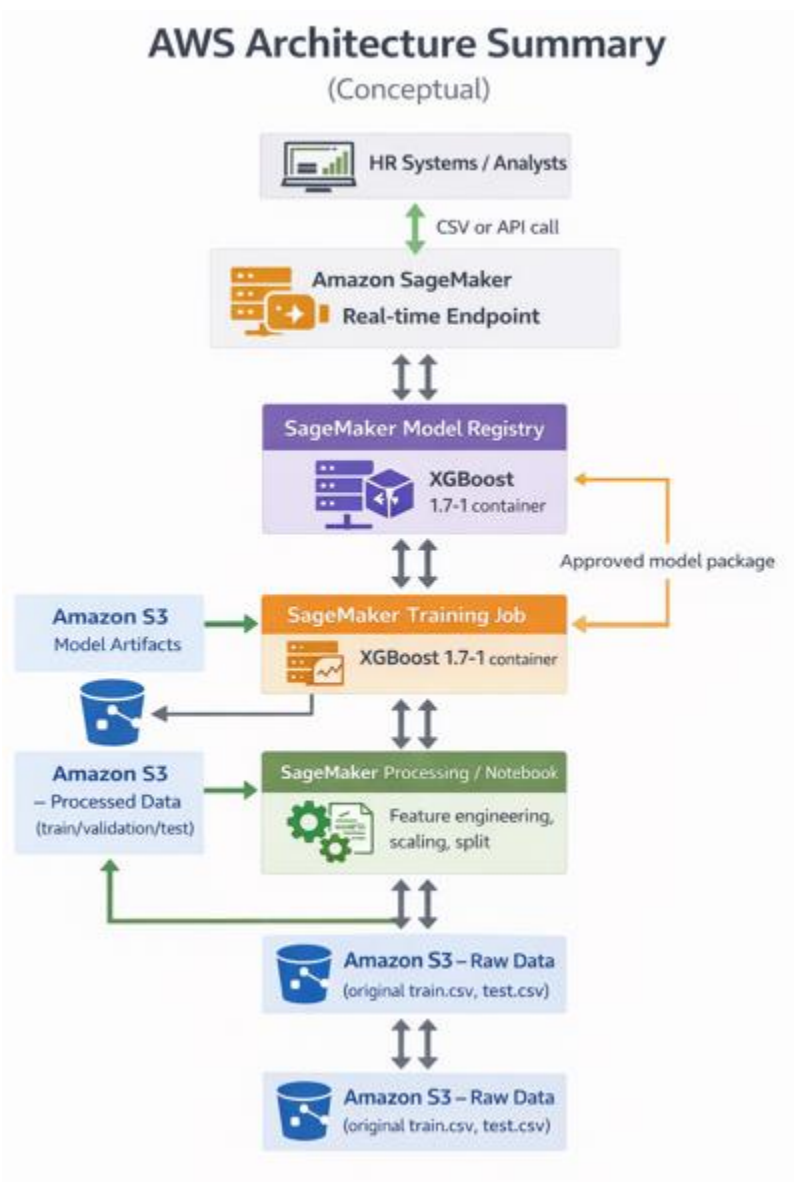 AWS Architecture Summary
(Conceptual)
HR Systems / Analysts
CSV or API call
Amazon SageMaker
Real-time Endpoint
SageMaker Model Registry
XGBoost
1.7-1 container
Approved model package
Amazon S3
Model Artifacts
SageMaker Training Job
XGBoost 1.7-1 container
Amazon S3
– Processed Data
(train/validation/test)
SageMaker Processing / Notebook
Feature engineering,
scaling, split
Amazon S3 – Raw Data
(original train.csv, test.csv)
Amazon S3 – Raw Data
(original train.csv, test.csv)